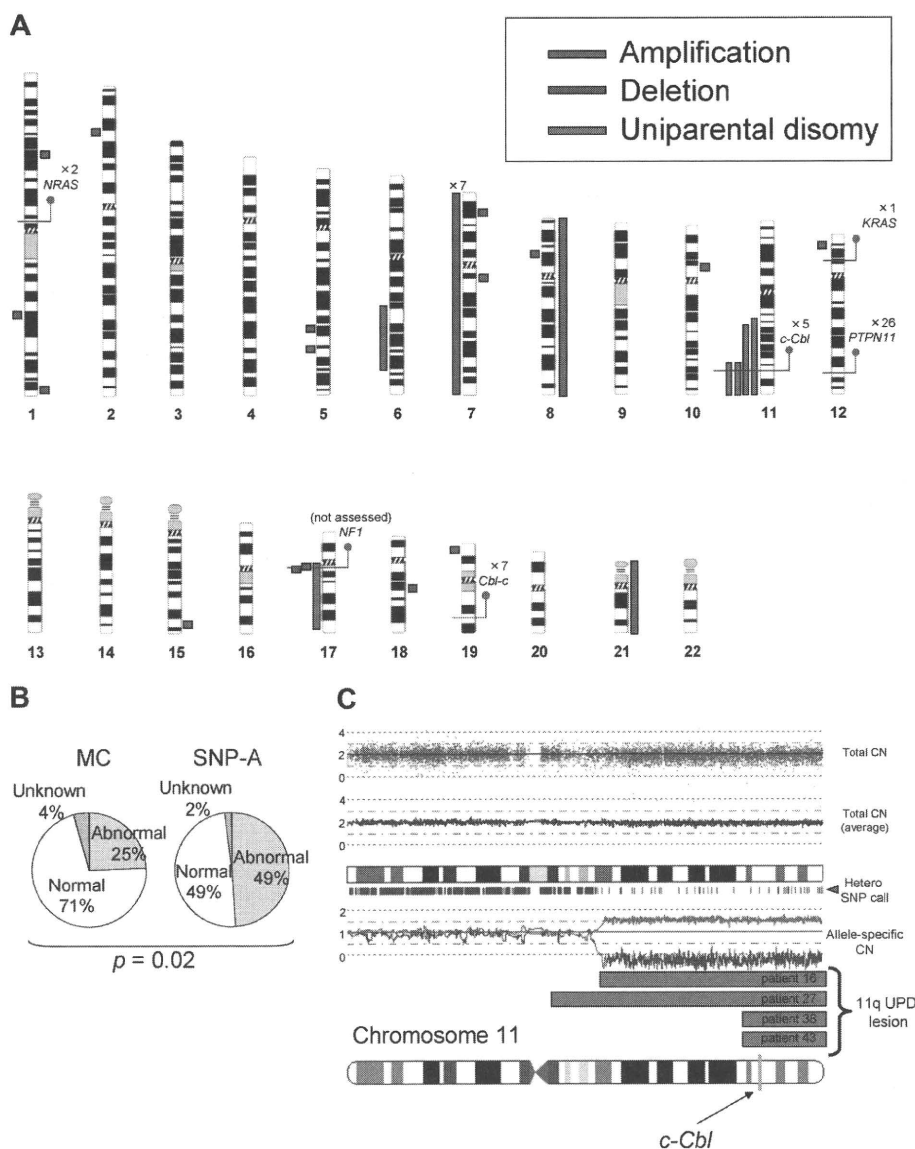 A
Amplification
Deletion
Uniparental disomy
×2
NRAS
×7
×5
c-Cbl
×1
KRAS
×26
PTPN11
1 2 3 4 5 6 7 8 9 10 11 12
(not assessed)
NF1
×7
Cbl-c
13 14 15 16 17 18 19 20 21 22
B
MC
SNP-A
Unknown
4%
Abnormal
25%
Normal
71%
Unknown
2%
Abnormal
49%
Normal
49%
p = 0.02
C
4
2
0
Total CN
4
2
0
Total CN
(average)
Hetero
SNP call
2
1
0
Allele-specific
CN
patient 16
patient 27
patient 38
patient 43
11q UPD
lesion
Chromosome 11
c-Cbl